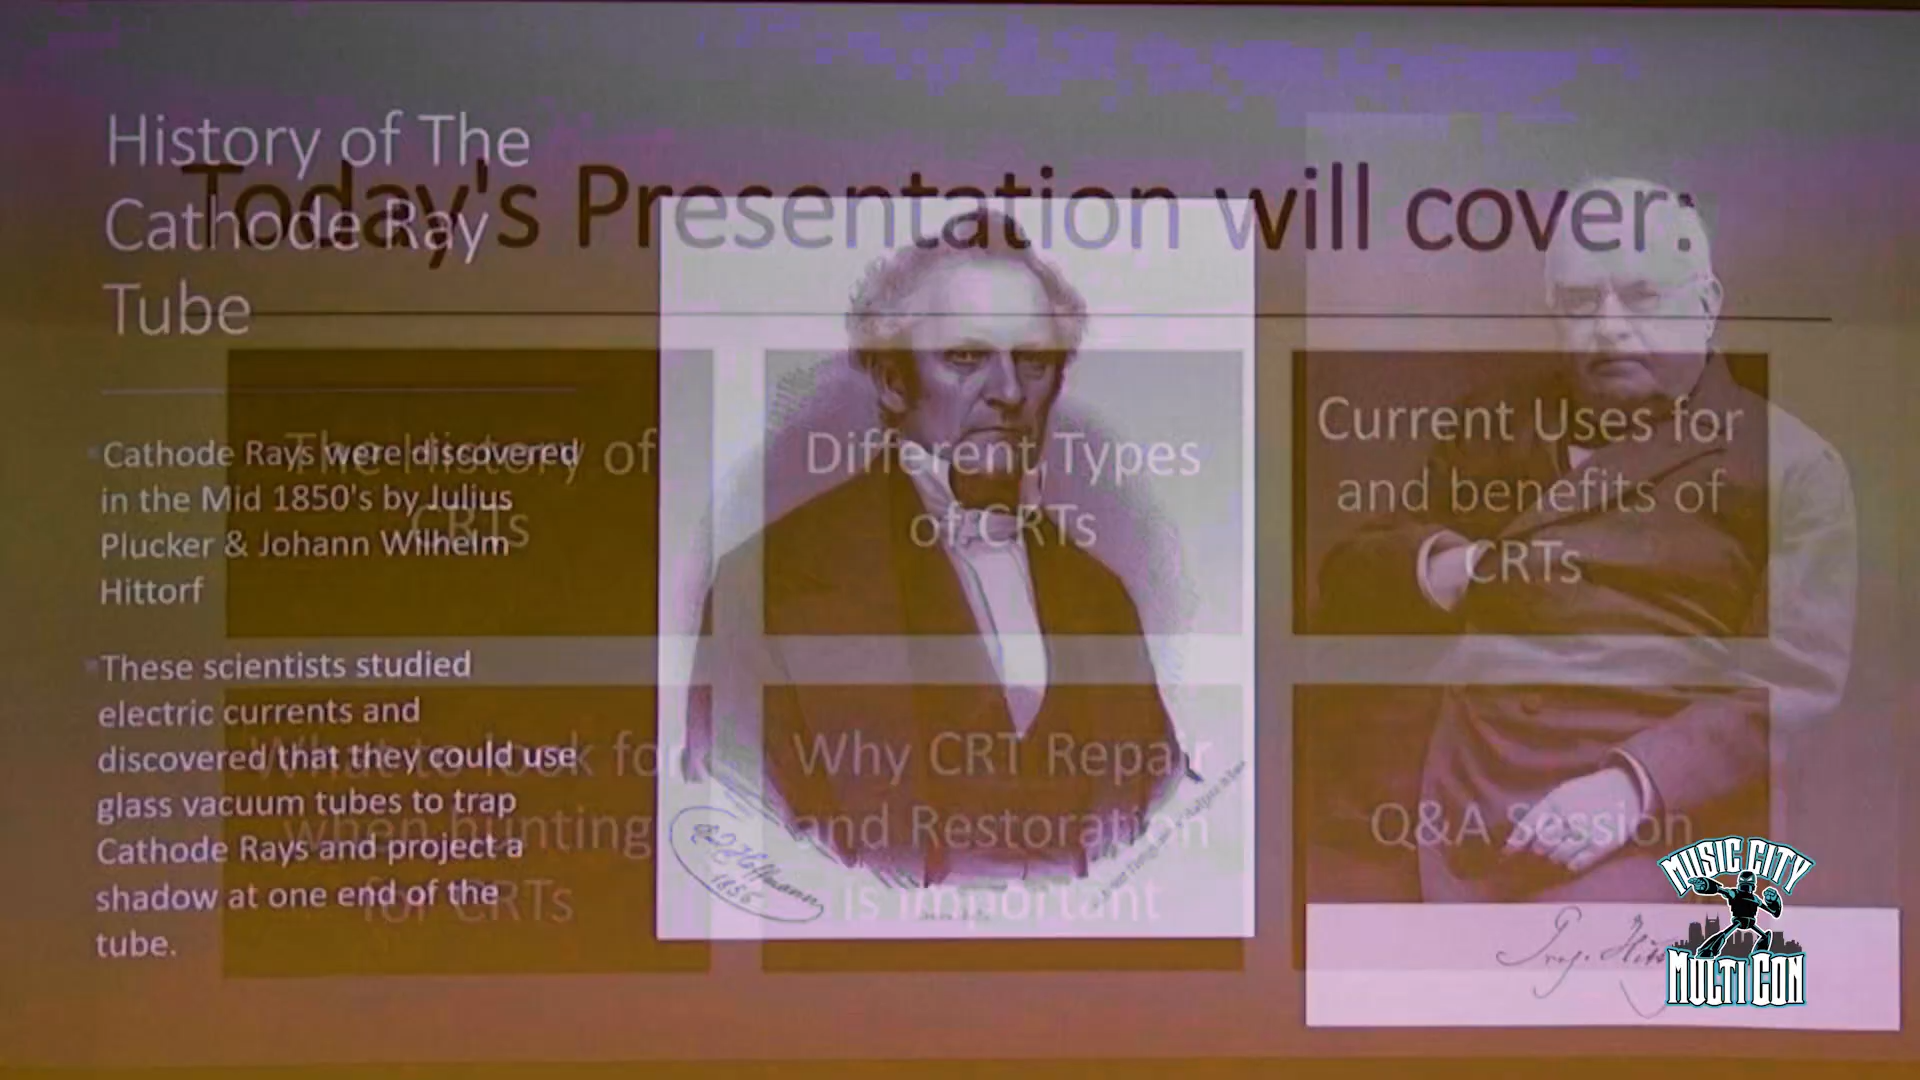 History of The
Cathode Ray
Tube
Cathode Rays were discovered
in the Mid 1850's by Julius
Plucker & Johann Wilhelm
Hittorf
These scientists studied
electric currents and
discovered that they could use
glass vacuum tubes to trap
Cathode Rays and project a
shadow at one end of the
tube.
Today's Presentation will cover:
The History of
CRTs
Different Types
of CRTs
Current Uses for
and benefits of
CRTs
What to look for
when hunting
for CRTs
Why CRT Repair
and Restoration
is important
Q&A Session
1856
MUSIC CITY
MULTI CON